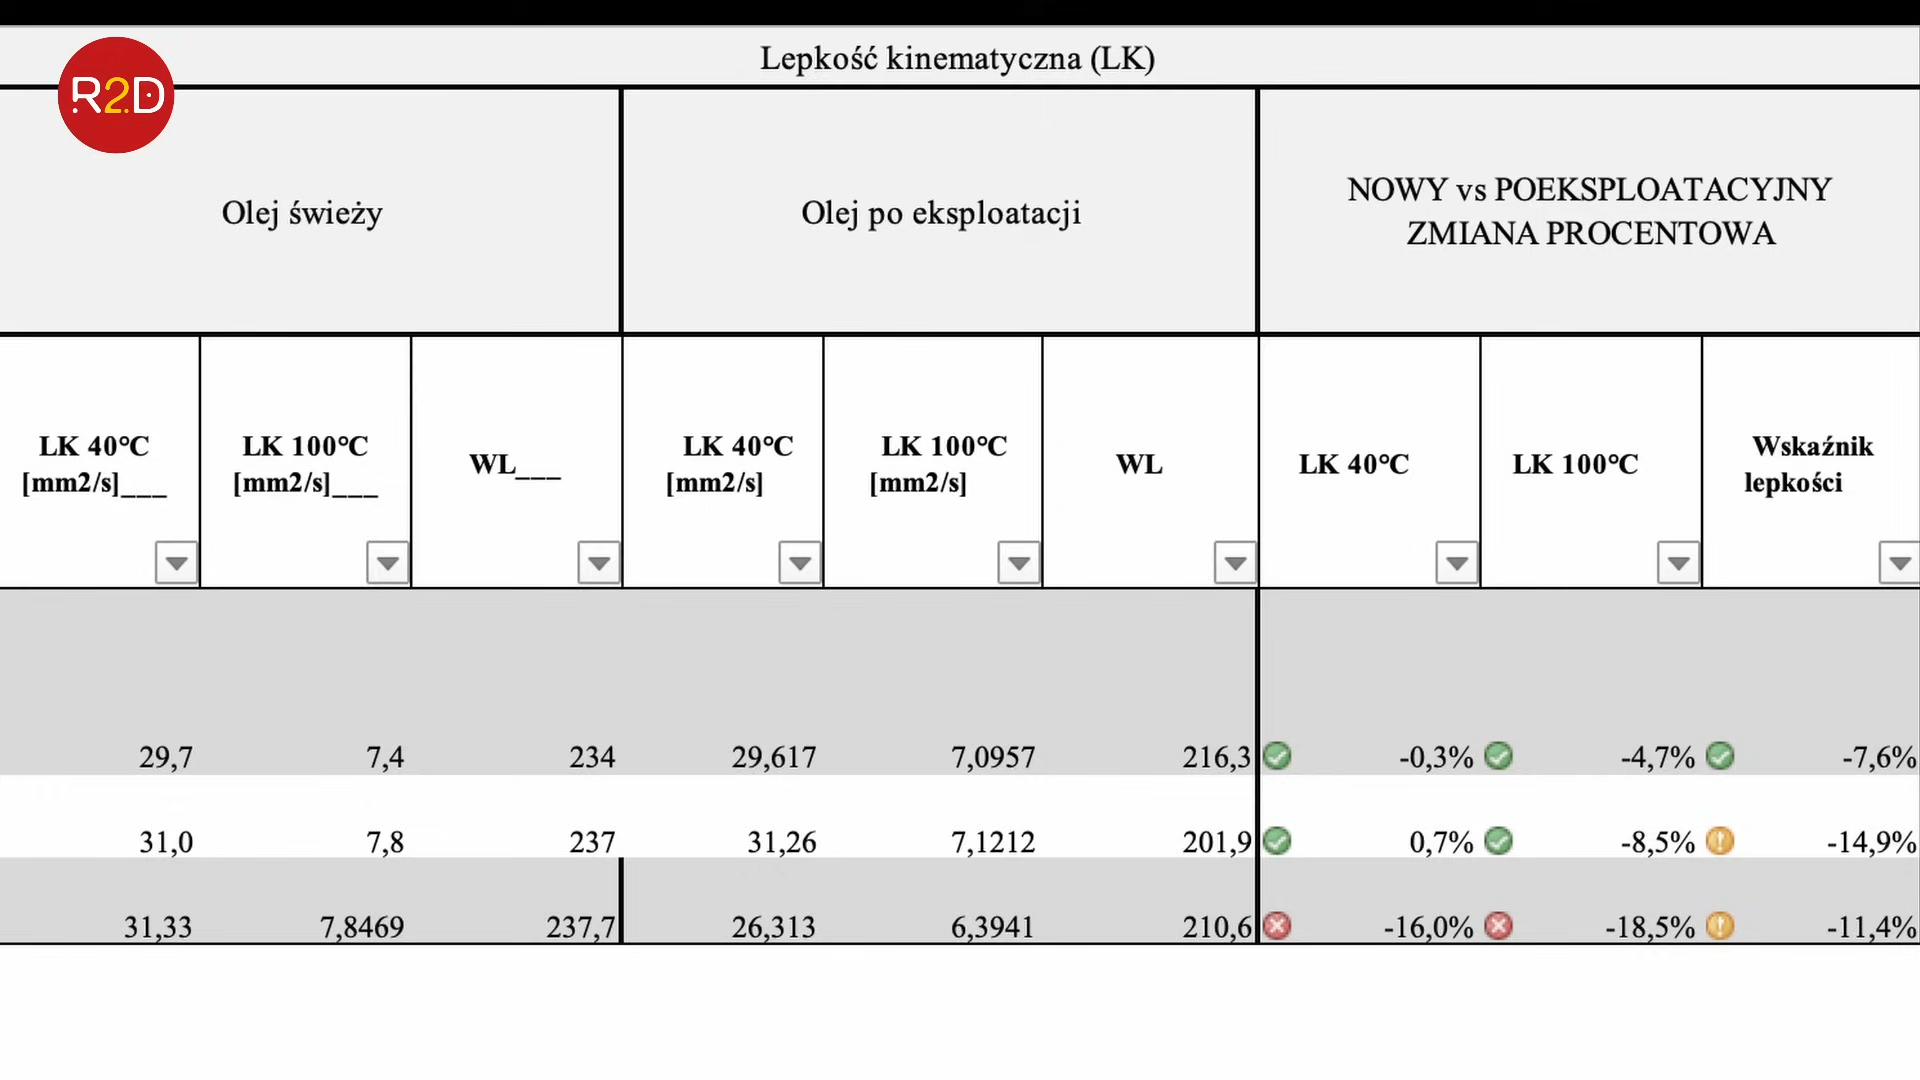 R2D
Lepkość kinematyczna (LK)
Olej świeży
Olej po eksploatacji
NOWY vs POEKSPLOATACYJNY
ZMIANA PROCENTOWA
LK 40°C
[mm2/s]___
LK 100°C
[mm2/s]___
WL___
LK 40°C
[mm2/s]
LK 100°C
[mm2/s]
WL
LK 40°C
LK 100°C
Wskaźnik
lepkości
29,7 7,4 234 29,617 7,0957 216,3 -0,3% -4,7% -7,6%
31,0 7,8 237 31,26 7,1212 201,9 0,7% -8,5% -14,9%
31,33 7,8469 237,7 26,313 6,3941 210,6 -16,0% -18,5% -11,4%